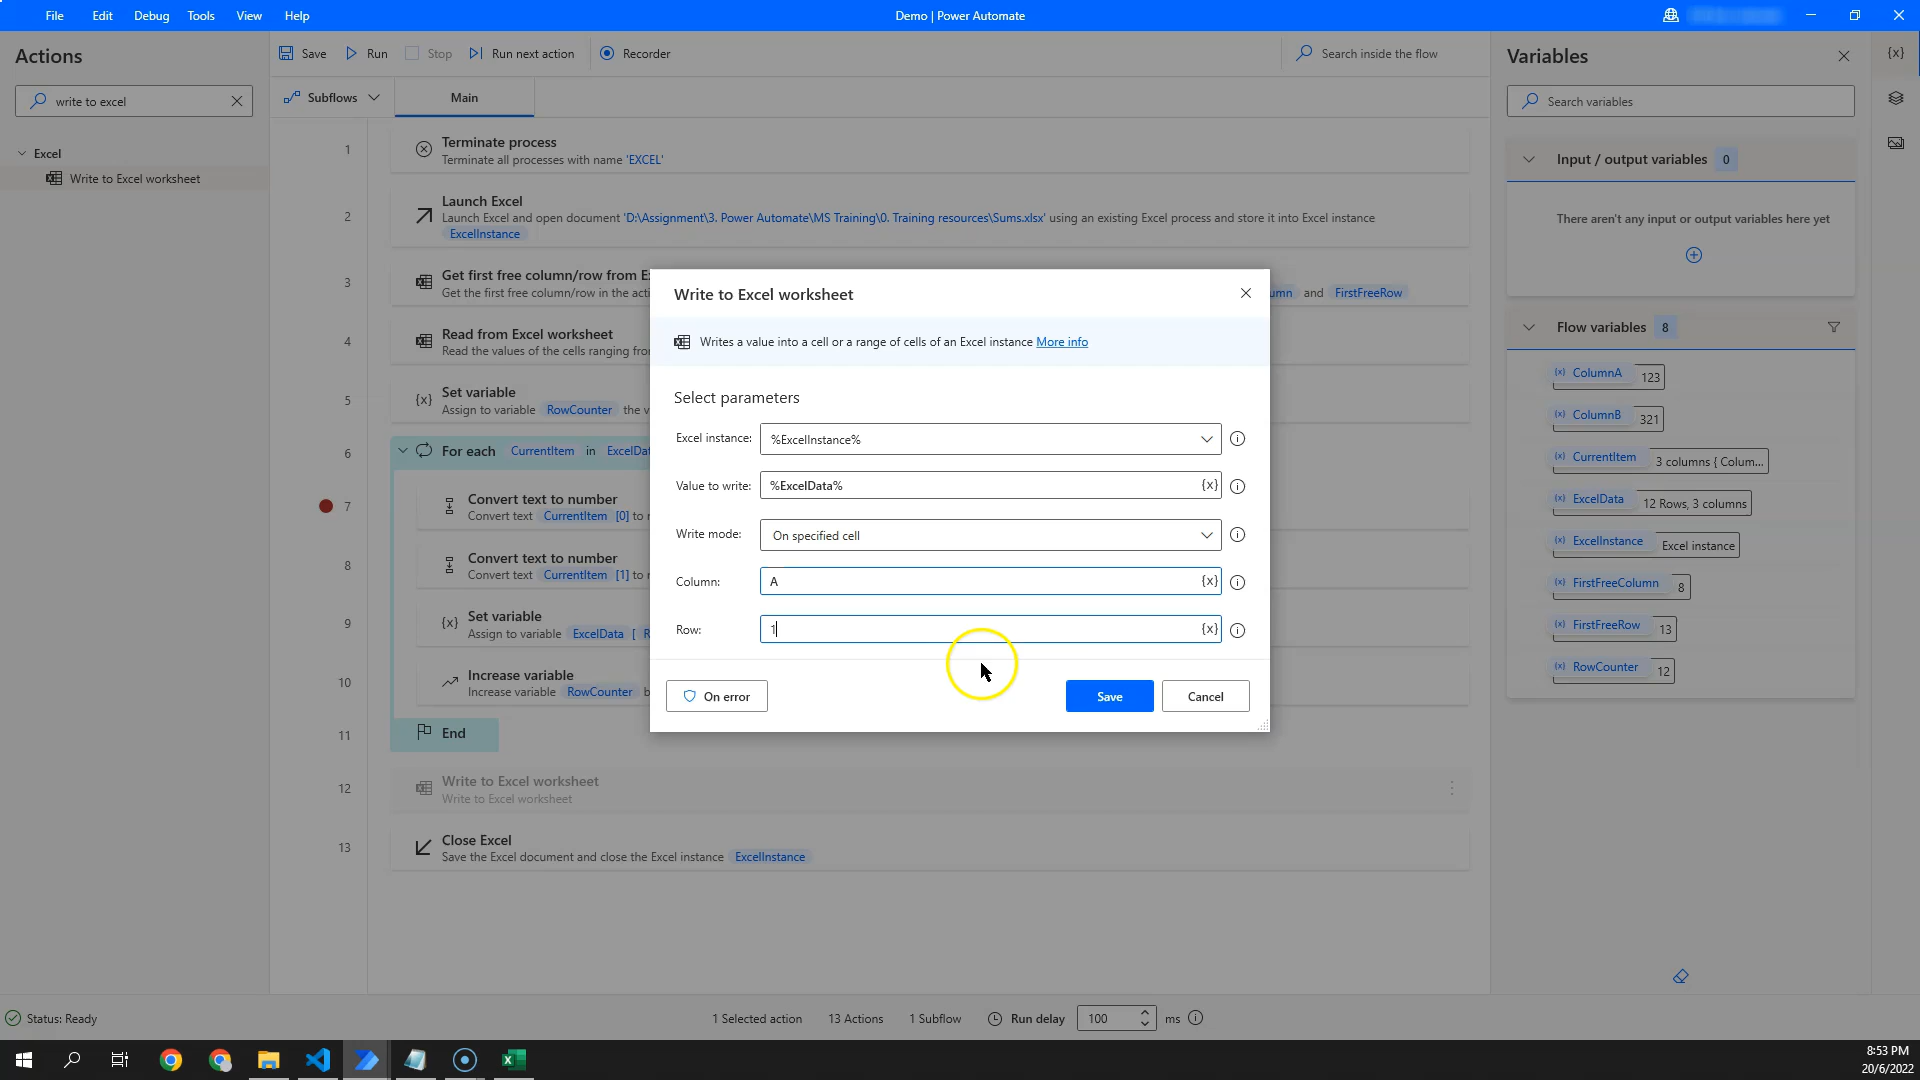 File Edit Debug Tools View Help
Demo | Power Automate
Actions
Save Run Stop Run next action Recorder
Search inside the flow
Variables
{x}
write to excel
Subflows
Main
Search variables
Excel
Write to Excel worksheet
1
Terminate process
Terminate all processes with name 'EXCEL'
2
Launch Excel
Launch Excel and open document 'D:\Assignment\3. Power Automate\MS Training\0. Training resources\Sums.xlsx' using an existing Excel process and store it into Excel instance
ExcelInstance
3
Get first free column/row from E
Get the first free column/row in the acti
umn and FirstFreeRow
4
Read from Excel worksheet
Read the values of the cells ranging fro
5
{x} Set variable
Assign to variable RowCounter the v
6
For each CurrentItem in ExcelDat
7
Convert text to number
Convert text CurrentItem [0] to
8
Convert text to number
Convert text CurrentItem [1] to
9
{x} Set variable
Assign to variable ExcelData [ R
10
Increase variable
Increase variable RowCounter b
11
End
12
Write to Excel worksheet
Write to Excel worksheet
13
Close Excel
Save the Excel document and close the Excel instance ExcelInstance
Write to Excel worksheet
Writes a value into a cell or a range of cells of an Excel instance More info
Select parameters
Excel instance: %ExcelInstance%
Value to write: %ExcelData% {x}
Write mode: On specified cell
Column: A {x}
Row: 1 {x}
On error
Save
Cancel
Input / output variables 0
There aren't any input or output variables here yet
Flow variables 8
{x} ColumnA 123
{x} ColumnB 321
{x} CurrentItem 3 columns { Colum...
{x} ExcelData 12 Rows, 3 columns
{x} ExcelInstance Excel instance
{x} FirstFreeColumn 8
{x} FirstFreeRow 13
{x} RowCounter 12
Status: Ready
1 Selected action 13 Actions 1 Subflow Run delay 100 ms
8:53 PM
20/6/2022